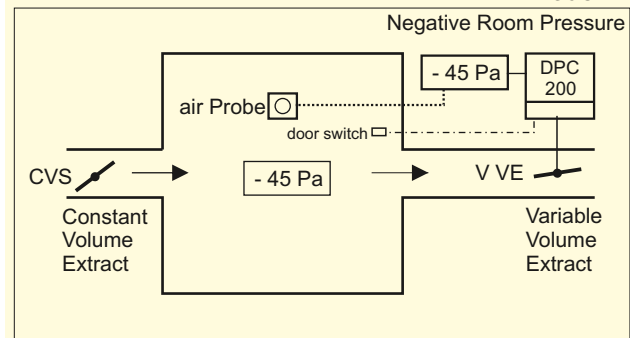 Negative Room Pressure
- 45 Pa
DPC
200
air Probe
door switch
CVS
- 45 Pa
V VE
Constant
Volume
Extract
Variable
Volume
Extract